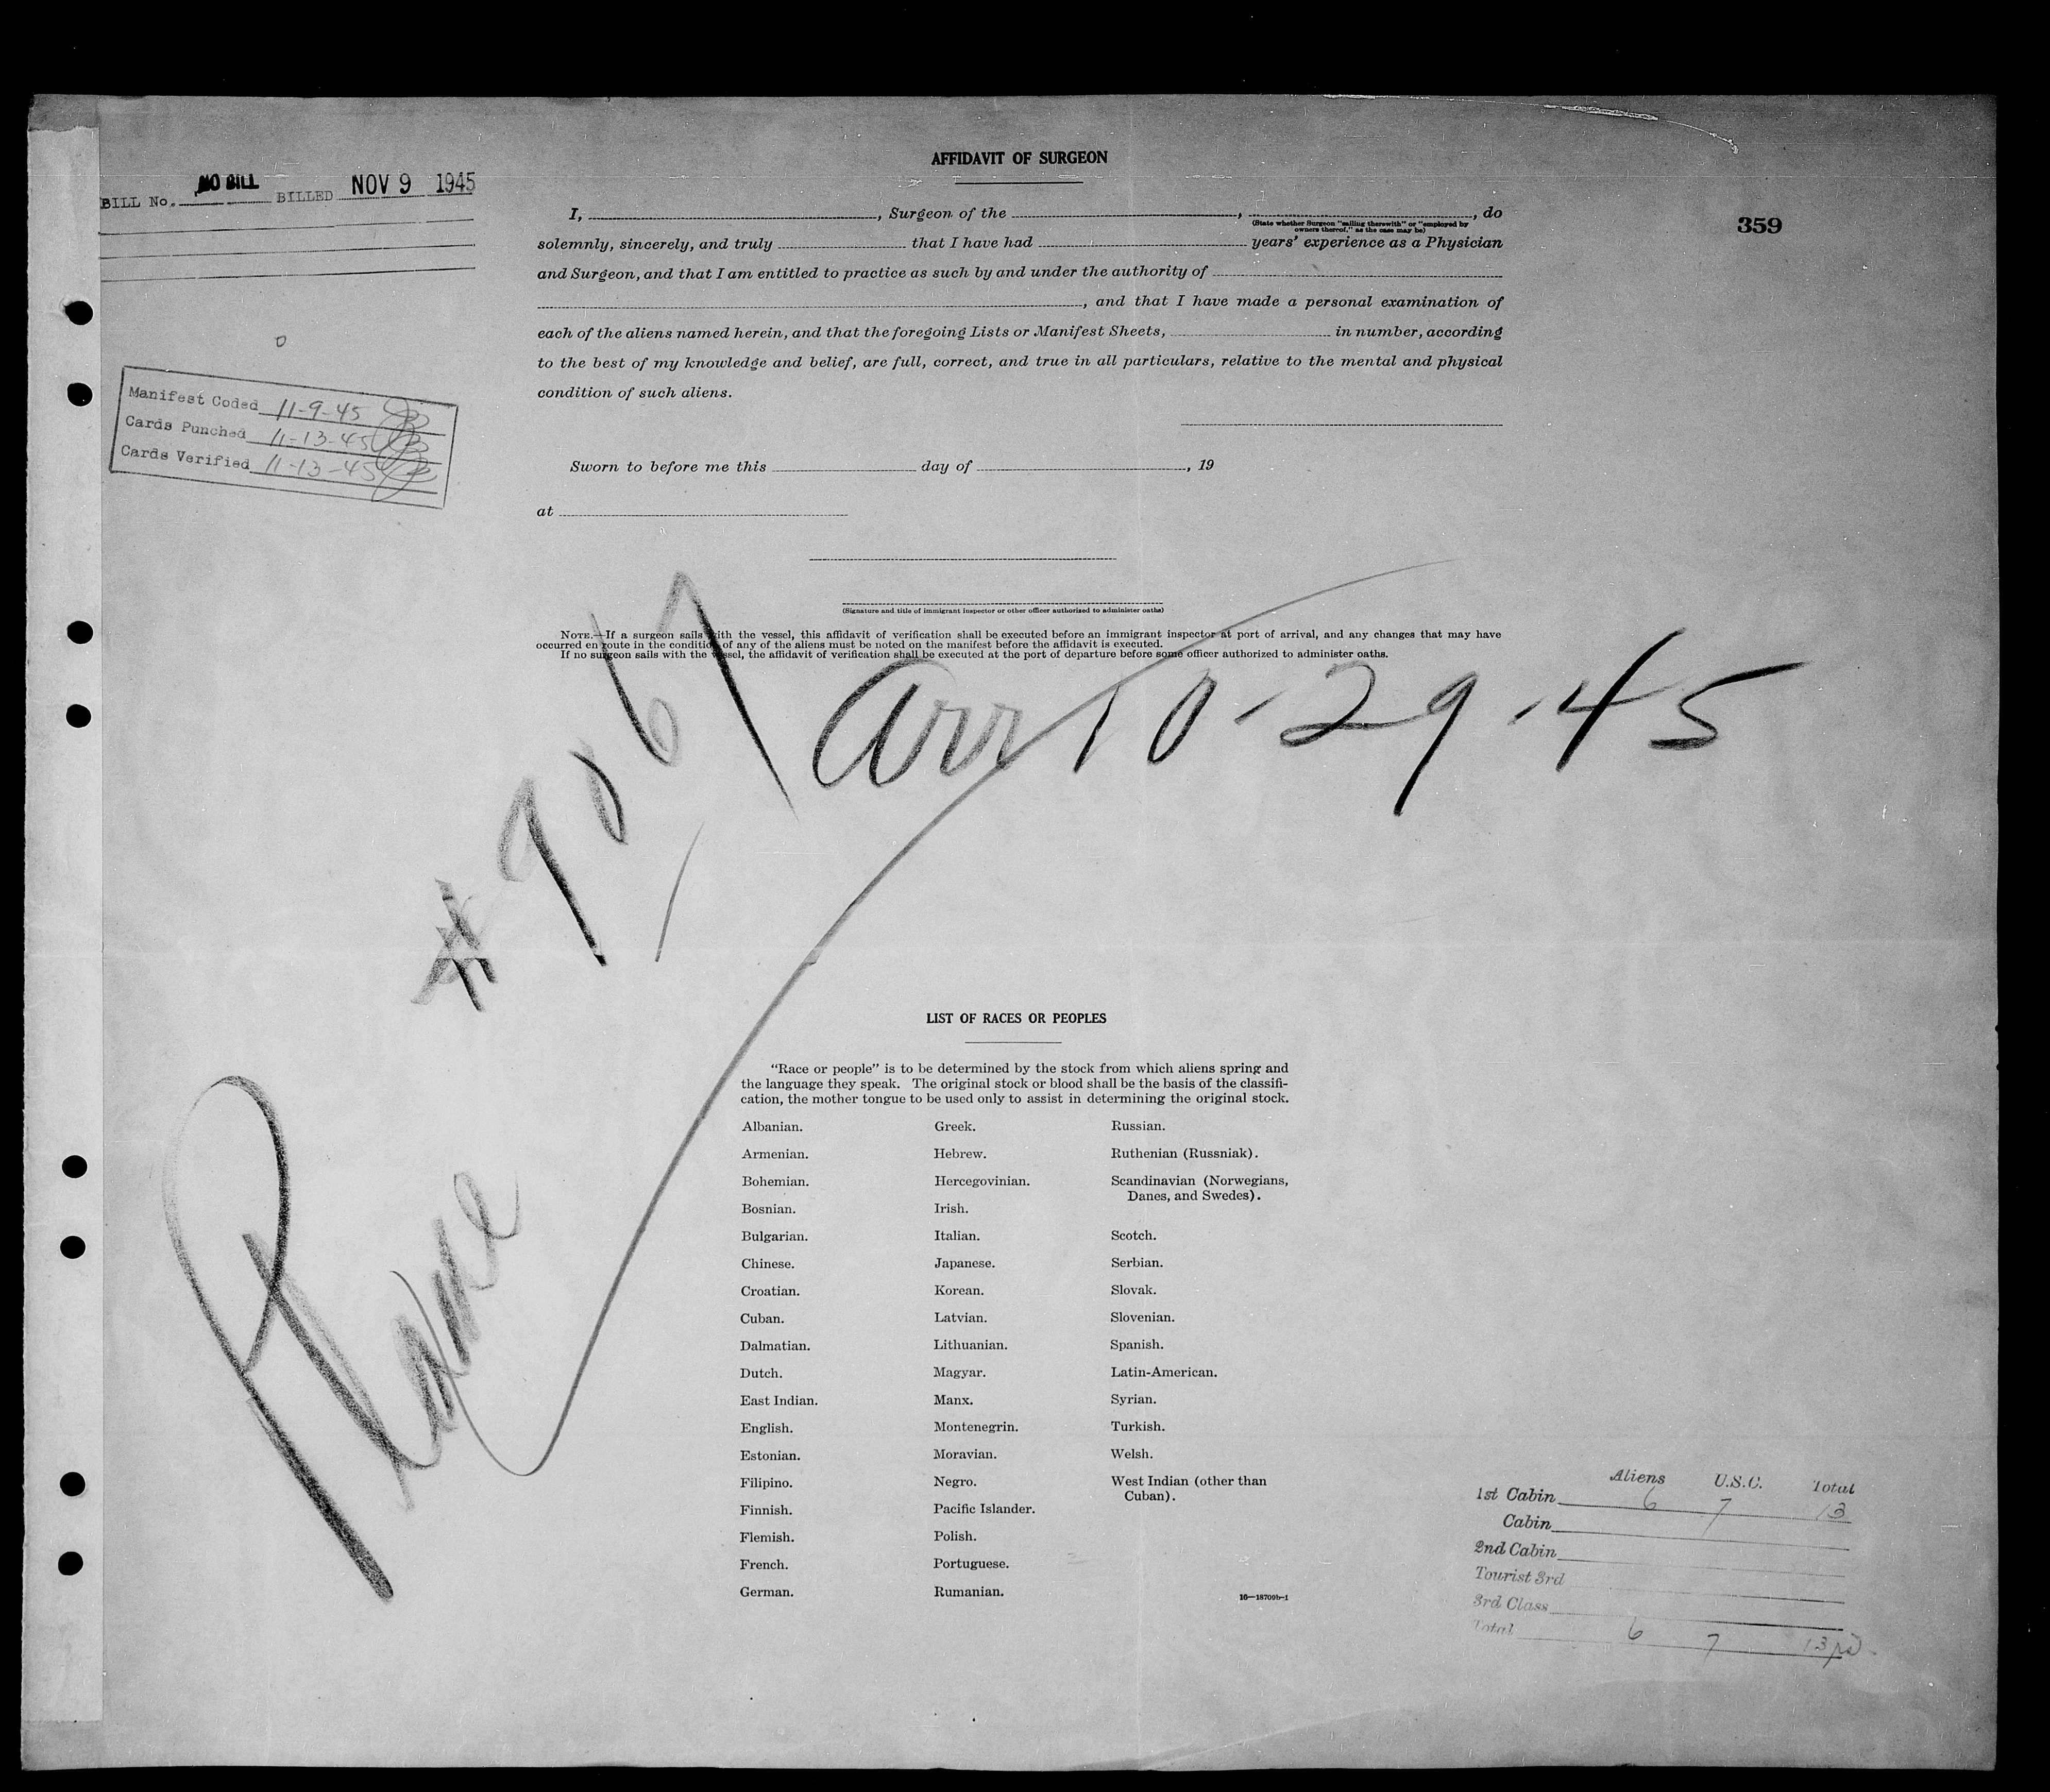 AFFIDAVIT OF SURGEON
BILL No. NO BILL BILLED NOV 9 1945
359
I, , Surgeon of the , , do
(State whether Surgeon "sailing therewith" or "employed by
owners thereof," as the case may be)
solemnly, sincerely, and truly that I have had years' experience as a Physician
and Surgeon, and that I am entitled to practice as such by and under the authority of
, and that I have made a personal examination of
each of the aliens named herein, and that the foregoing Lists or Manifest Sheets, in number, according
to the best of my knowledge and belief, are full, correct, and true in all particulars, relative to the mental and physical
condition of such aliens.
Manifest Coded 11-9-45
Cards Punched 11-13-45
Cards Verified 11-13-45
Sworn to before me this day of , 19
at
(Signature and title of immigrant inspector or other officer authorized to administer oaths)
NOTE.—If a surgeon sails with the vessel, this affidavit of verification shall be executed before an immigrant inspector at port of arrival, and any changes that may have
occurred en route in the condition of any of the aliens must be noted on the manifest before the affidavit is executed.
If no surgeon sails with the vessel, the affidavit of verification shall be executed at the port of departure before some officer authorized to administer oaths.
Plane #9067 arr 10-29-45
LIST OF RACES OR PEOPLES
"Race or people" is to be determined by the stock from which aliens spring and
the language they speak. The original stock or blood shall be the basis of the classifi-
cation, the mother tongue to be used only to assist in determining the original stock.
Albanian. Greek. Russian.
Armenian. Hebrew. Ruthenian (Russniak).
Bohemian. Hercegovinian. Scandinavian (Norwegians,
Danes, and Swedes).
Bosnian. Irish.
Bulgarian. Italian. Scotch.
Chinese. Japanese. Serbian.
Croatian. Korean. Slovak.
Cuban. Latvian. Slovenian.
Dalmatian. Lithuanian. Spanish.
Dutch. Magyar. Latin-American.
East Indian. Manx. Syrian.
English. Montenegrin. Turkish.
Estonian. Moravian. Welsh.
Filipino. Negro. West Indian (other than
Cuban).
Finnish. Pacific Islander.
Flemish. Polish.
French. Portuguese.
German. Rumanian.
16—18709b-1
Aliens U.S.C. Total
1st Cabin 6 7 13
Cabin
2nd Cabin
Tourist 3rd
3rd Class
Total 6 7 13